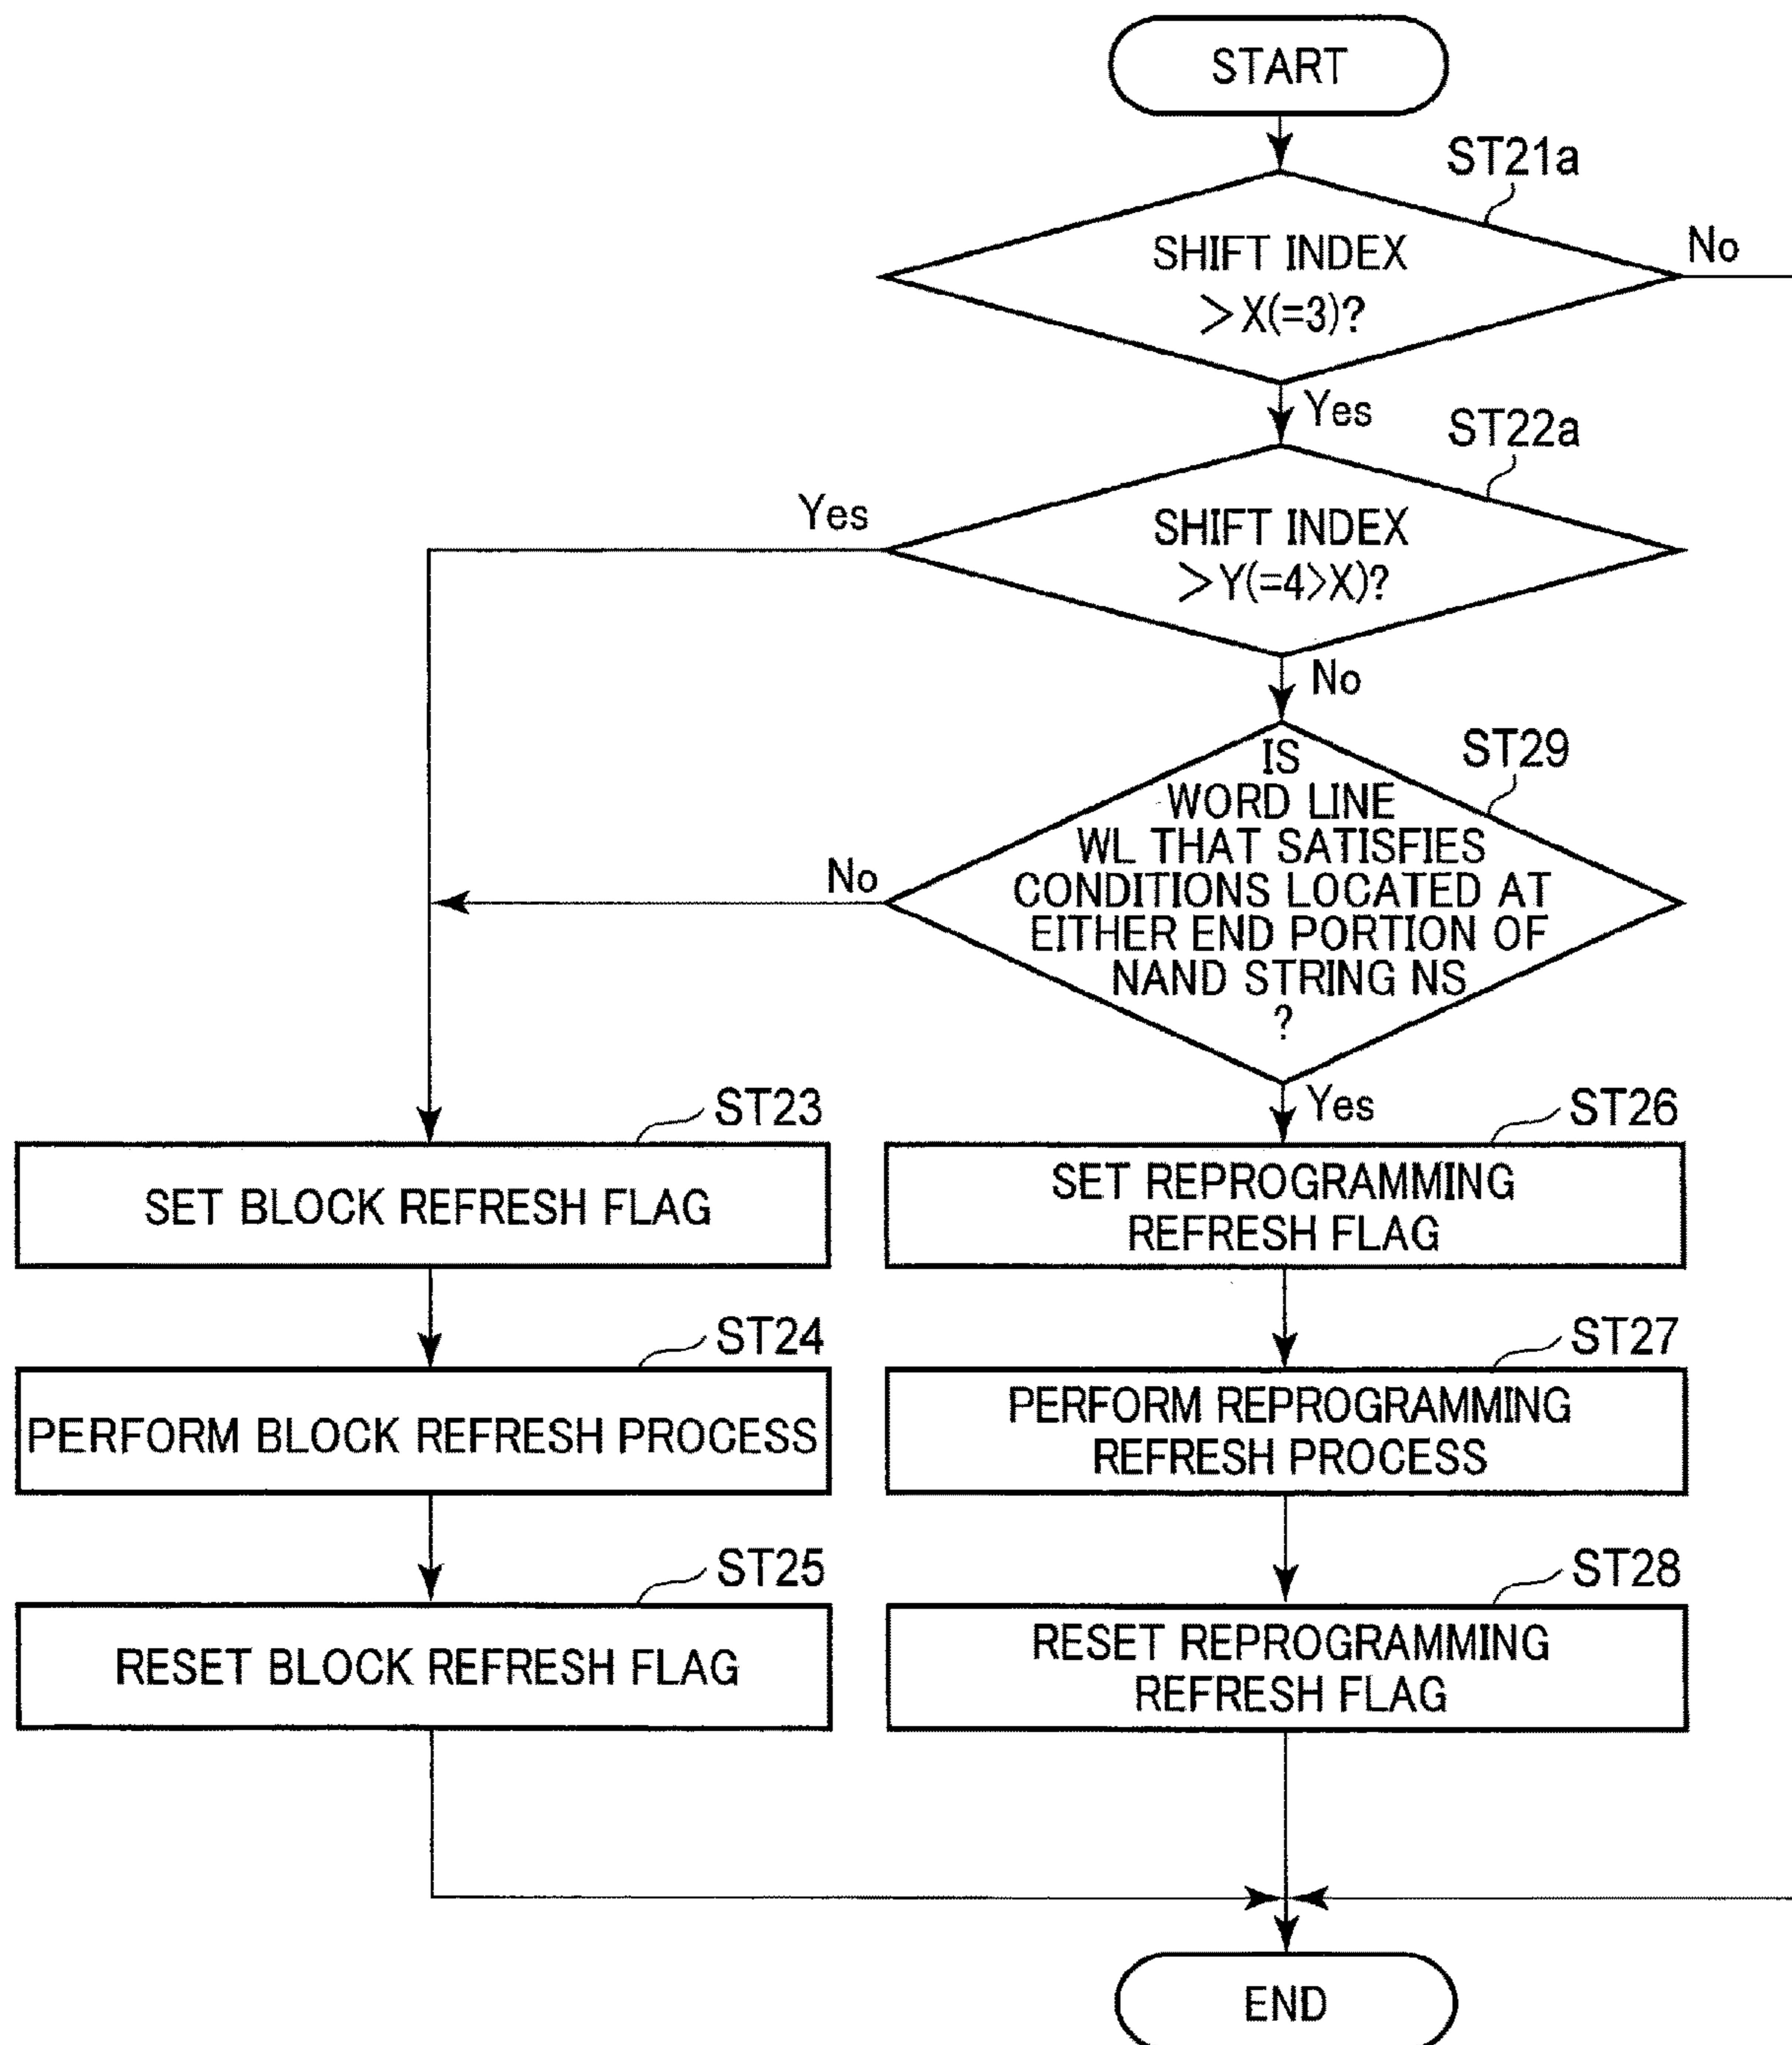 START
ST21a
SHIFT INDEX
>X(=3)?
No
Yes
ST22a
Yes
SHIFT INDEX
>Y(=4>X)?
No
ST29
IS
WORD LINE
WL THAT SATISFIES
CONDITIONS LOCATED AT
EITHER END PORTION OF
NAND STRING NS
?
No
Yes
ST23
SET BLOCK REFRESH FLAG
ST26
SET REPROGRAMMING
REFRESH FLAG
ST24
PERFORM BLOCK REFRESH PROCESS
ST27
PERFORM REPROGRAMMING
REFRESH PROCESS
ST25
RESET BLOCK REFRESH FLAG
ST28
RESET REPROGRAMMING
REFRESH FLAG
END